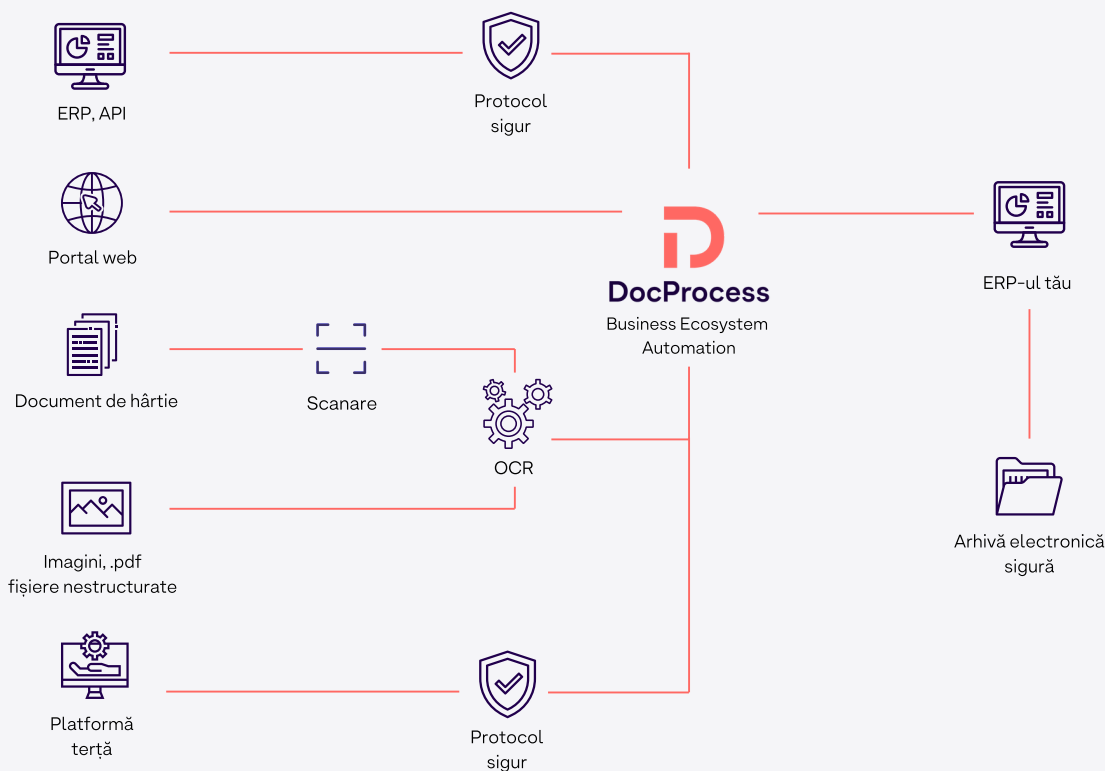 ERP, API
Protocol
sigur
Portal web
DocProcess
Business Ecosystem
Automation
ERP-ul tău
Document de hârtie
Scanare
OCR
Imagini, .pdf
fișiere nestructurate
Arhivă electronică
sigură
Platformă
terță
Protocol
sigur